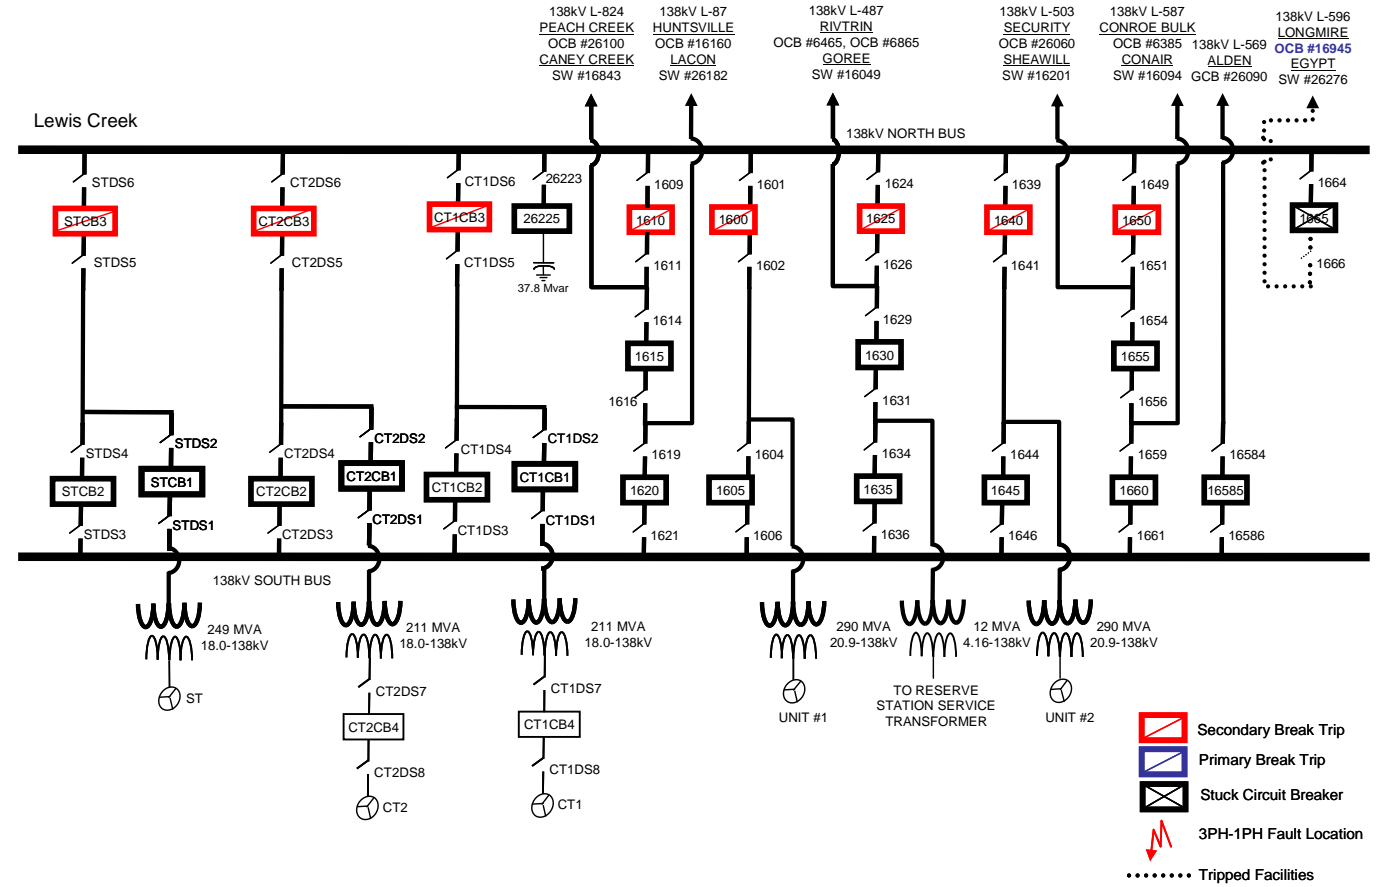 138kV L-824
PEACH CREEK
OCB #26100
CANEY CREEK
SW #16843
138kV L-87
HUNTSVILLE
OCB #16160
LACON
SW #26182
138kV L-487
RIVTRIN
OCB #6465, OCB #6865
GOREE
SW #16049
138kV L-503
SECURITY
OCB #26060
SHEAWILL
SW #16201
138kV L-587
CONROE BULK
OCB #6385
CONAIR
SW #16094
138kV L-569
ALDEN
GCB #26090
138kV L-596
LONGMIRE
OCB #16945
EGYPT
SW #26276
Lewis Creek
138kV NORTH BUS
STDS6
STCB3
STDS5
STDS4
STCB2
STDS3
STDS2
STCB1
STDS1
CT2DS6
CT2CB3
CT2DS5
CT2DS4
CT2CB2
CT2DS3
CT2DS2
CT2CB1
CT2DS1
CT1DS6
CT1CB3
CT1DS5
CT1DS4
CT1CB2
CT1DS3
CT1DS2
CT1CB1
CT1DS1
26223
26225
37.8 Mvar
1609
1610
1611
1614
1615
1616
1619
1620
1621
1601
1600
1602
1604
1605
1606
1624
1625
1626
1629
1630
1631
1634
1635
1636
1639
1640
1641
1644
1645
1646
1649
1650
1651
1654
1655
1656
1659
1660
1661
16584
16585
16586
1664
1665
1666
138kV SOUTH BUS
249 MVA
18.0-138kV
ST
211 MVA
18.0-138kV
CT2DS7
CT2CB4
CT2DS8
CT2
211 MVA
18.0-138kV
CT1DS7
CT1CB4
CT1DS8
CT1
290 MVA
20.9-138kV
UNIT #1
12 MVA
4.16-138kV
TO RESERVE
STATION SERVICE
TRANSFORMER
290 MVA
20.9-138kV
UNIT #2
Secondary Break Trip
Primary Break Trip
Stuck Circuit Breaker
3PH-1PH Fault Location
Tripped Facilities